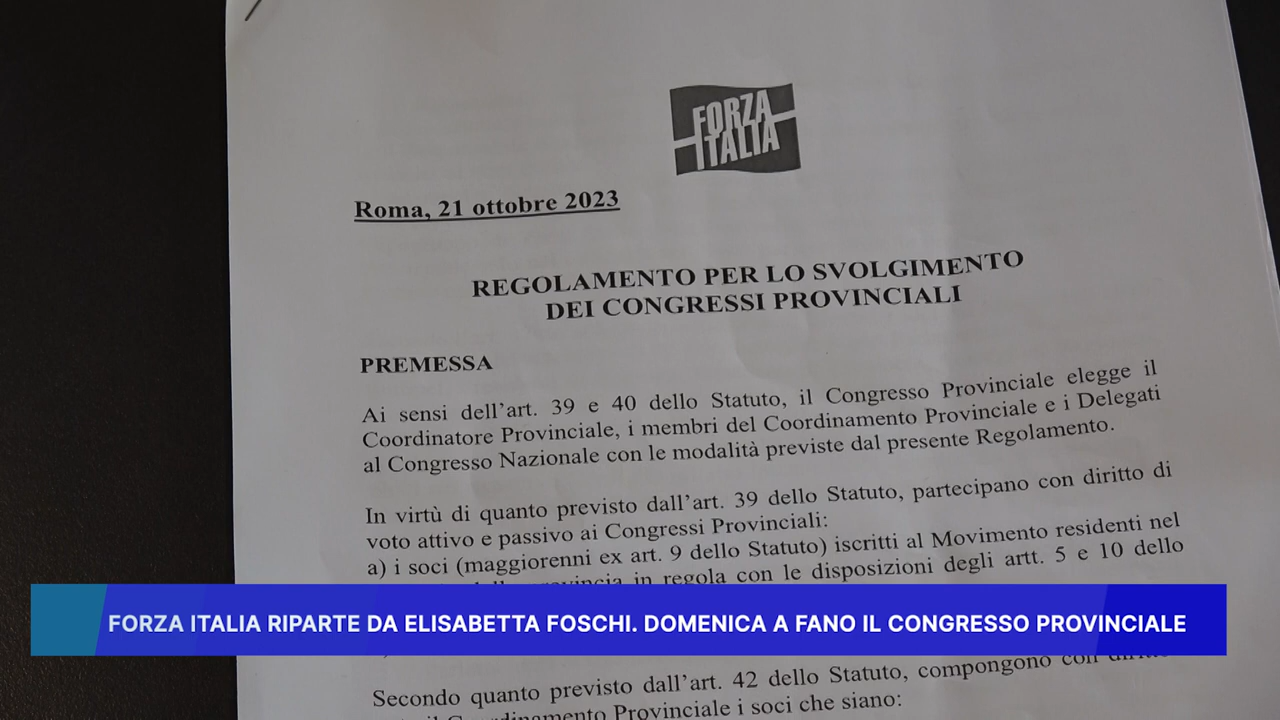 FORZA
ITALIA
Roma, 21 ottobre 2023
REGOLAMENTO PER LO SVOLGIMENTO
DEI CONGRESSI PROVINCIALI
PREMESSA
Ai sensi dell'art. 39 e 40 dello Statuto, il Congresso Provinciale elegge il
Coordinatore Provinciale, i membri del Coordinamento Provinciale e i Delegati
al Congresso Nazionale con le modalità previste dal presente Regolamento.
In virtù di quanto previsto dall'art. 39 dello Statuto, partecipano con diritto di
voto attivo e passivo ai Congressi Provinciali:
a) i soci (maggiorenni ex art. 9 dello Statuto) iscritti al Movimento residenti nel
provincia in regola con le disposizioni degli artt. 5 e 10 dello
FORZA ITALIA RIPARTE DA ELISABETTA FOSCHI. DOMENICA A FANO IL CONGRESSO PROVINCIALE
Secondo quanto previsto dall'art. 42 dello Statuto, compongono con
il Coordinamento Provinciale i soci che siano: